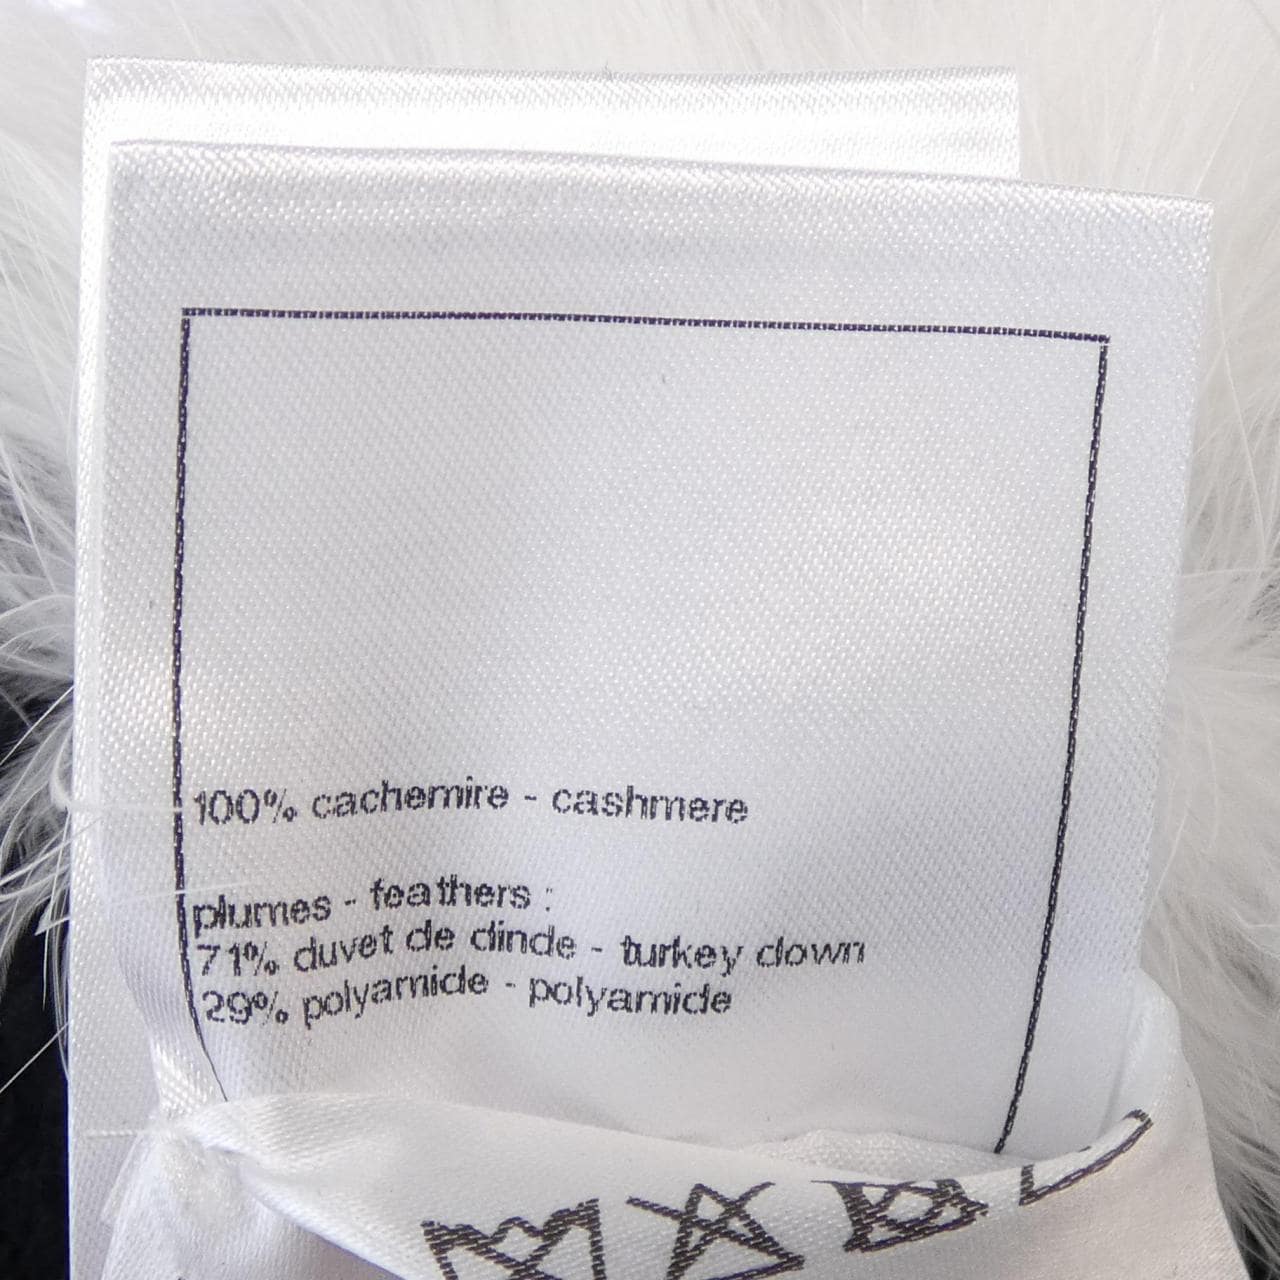 100% cachemire - cashmere
plumes - feathers :
71% duvet de dinde - turkey down
29% polyamide - polyamide